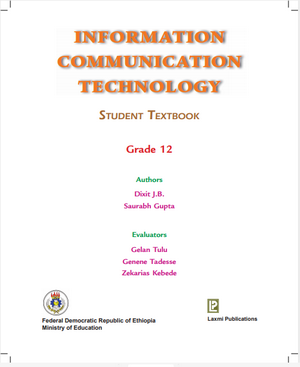 INFORMATION
COMMUNICATION
TECHNOLOGY
STUDENT TEXTBOOK
Grade 12
Authors
Dixit J.B.
Saurabh Gupta
Evaluators
Gelan Tulu
Genene Tadesse
Zekarias Kebede
Federal Democratic Republic of Ethiopia
Ministry of Education
Laxmi Publications